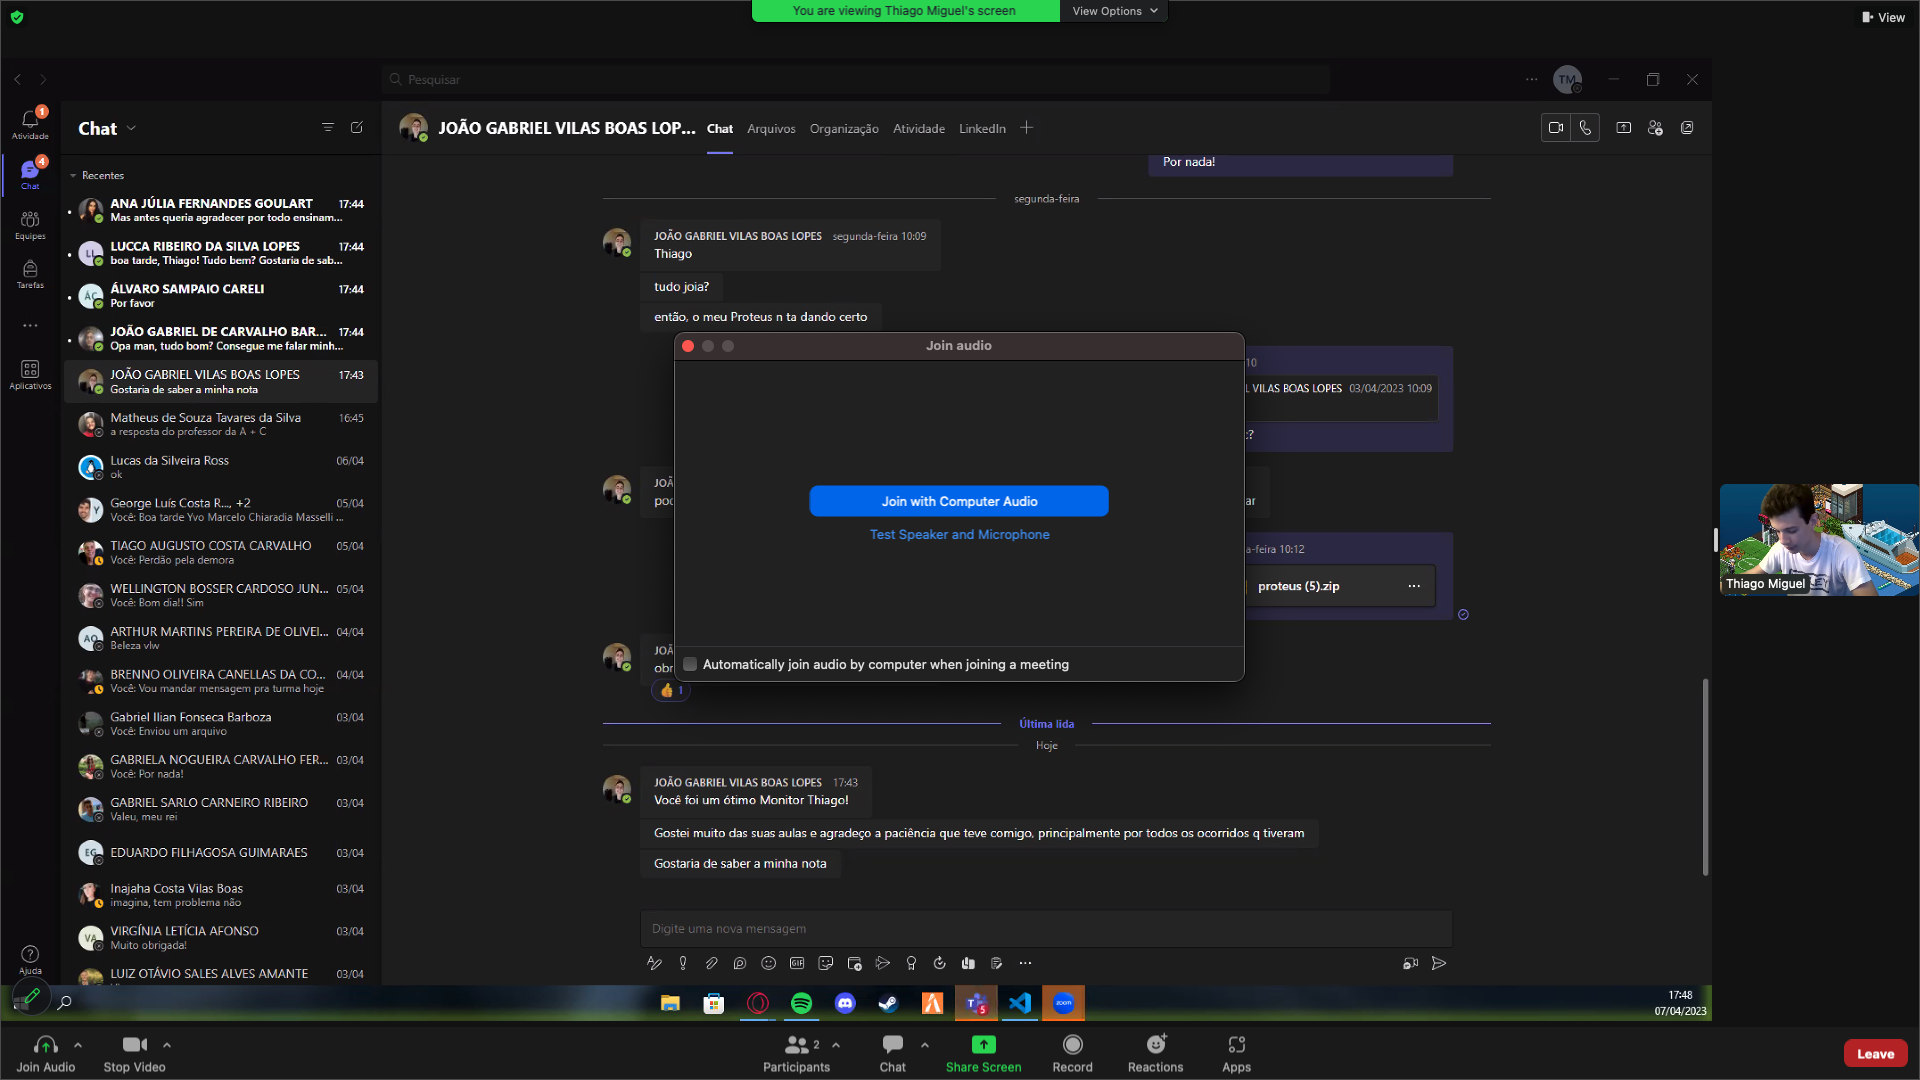 You are viewing Thiago Miguel's screen
View Options
View
Pesquisar
TM
1
Atividade
4
Chat
Equipes
Tarefas
Aplicativos
Ajuda
Chat
Recentes
ANA JÚLIA FERNANDES GOULART 17:44
Mas antes queria agradecer por todo ensinam...
LUCCA RIBEIRO DA SILVA LOPES 17:44
boa tarde, Thiago! Tudo bem? Gostaria de sab...
ÁLVARO SAMPAIO CARELI 17:44
Por favor
JOÃO GABRIEL DE CARVALHO BAR... 17:44
Opa man, tudo bom? Consegue me falar minh...
JOÃO GABRIEL VILAS BOAS LOPES 17:43
Gostaria de saber a minha nota
Matheus de Souza Tavares da Silva 16:45
a resposta do professor da A + C
Lucas da Silveira Ross 06/04
ok
George Luís Costa R..., +2 05/04
Você: Boa tarde Yvo Marcelo Chiaradia Masselli ...
TIAGO AUGUSTO COSTA CARVALHO 05/04
Você: Perdão pela demora
WELLINGTON BOSSER CARDOSO JUN... 05/04
Você: Bom dia!! Sim
AO
ARTHUR MARTINS PEREIRA DE OLIVEI... 04/04
Beleza vlw
BRENNO OLIVEIRA CANELLAS DA CO... 04/04
Você: Vou mandar mensagem pra turma hoje
Gabriel Ilian Fonseca Barboza 03/04
Você: Enviou um arquivo
GABRIELA NOGUEIRA CARVALHO FER... 03/04
Você: Por nada!
GABRIEL SARLO CARNEIRO RIBEIRO 03/04
Valeu, meu rei
EG
EDUARDO FILHAGOSA GUIMARAES 03/04
Inajaha Costa Vilas Boas 03/04
imagina, tem problema não
VA
VIRGÍNIA LETÍCIA AFONSO 03/04
Muito obrigada!
LUIZ OTÁVIO SALES ALVES AMANTE 03/04
JOÃO GABRIEL VILAS BOAS LOP... Chat Arquivos Organização Atividade LinkedIn
Por nada!
segunda-feira
JOÃO GABRIEL VILAS BOAS LOPES segunda-feira 10:09
Thiago
tudo joia?
então, o meu Proteus n ta dando certo
10
L VILAS BOAS LOPES 03/04/2023 10:09
:?
JOÃ
poc
ar
a-feira 10:12
proteus (5).zip
JOÃ
obr
1
Join audio
Join with Computer Audio
Test Speaker and Microphone
Automatically join audio by computer when joining a meeting
Última lida
Hoje
JOÃO GABRIEL VILAS BOAS LOPES 17:43
Você foi um ótimo Monitor Thiago!
Gostei muito das suas aulas e agradeço a paciência que teve comigo, principalmente por todos os ocorridos q tiveram
Gostaria de saber a minha nota
Digite uma nova mensagem
GIF
Thiago Miguel
zoom
5
17:48
07/04/2023
Join Audio
Stop Video
2
Participants
Chat
Share Screen
Record
Reactions
Apps
Leave